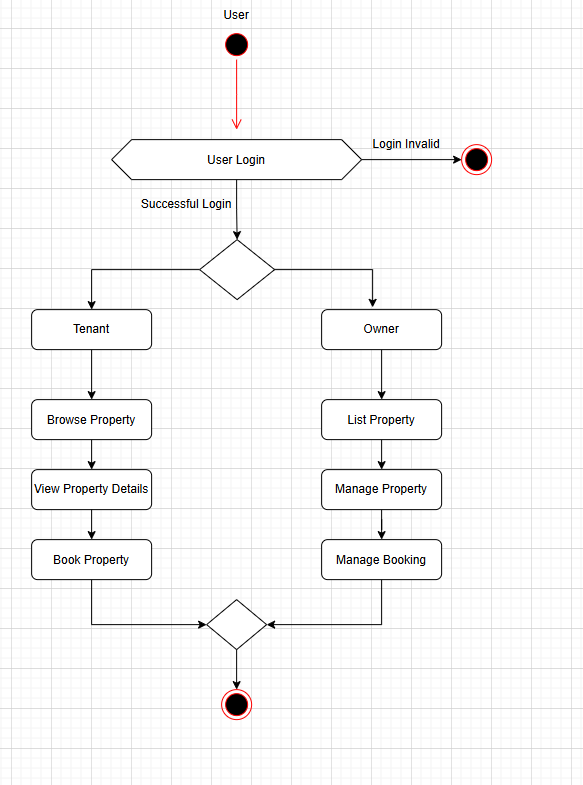 User
User Login
Login Invalid
Successful Login
Tenant
Owner
Browse Property
List Property
View Property Details
Manage Property
Book Property
Manage Booking